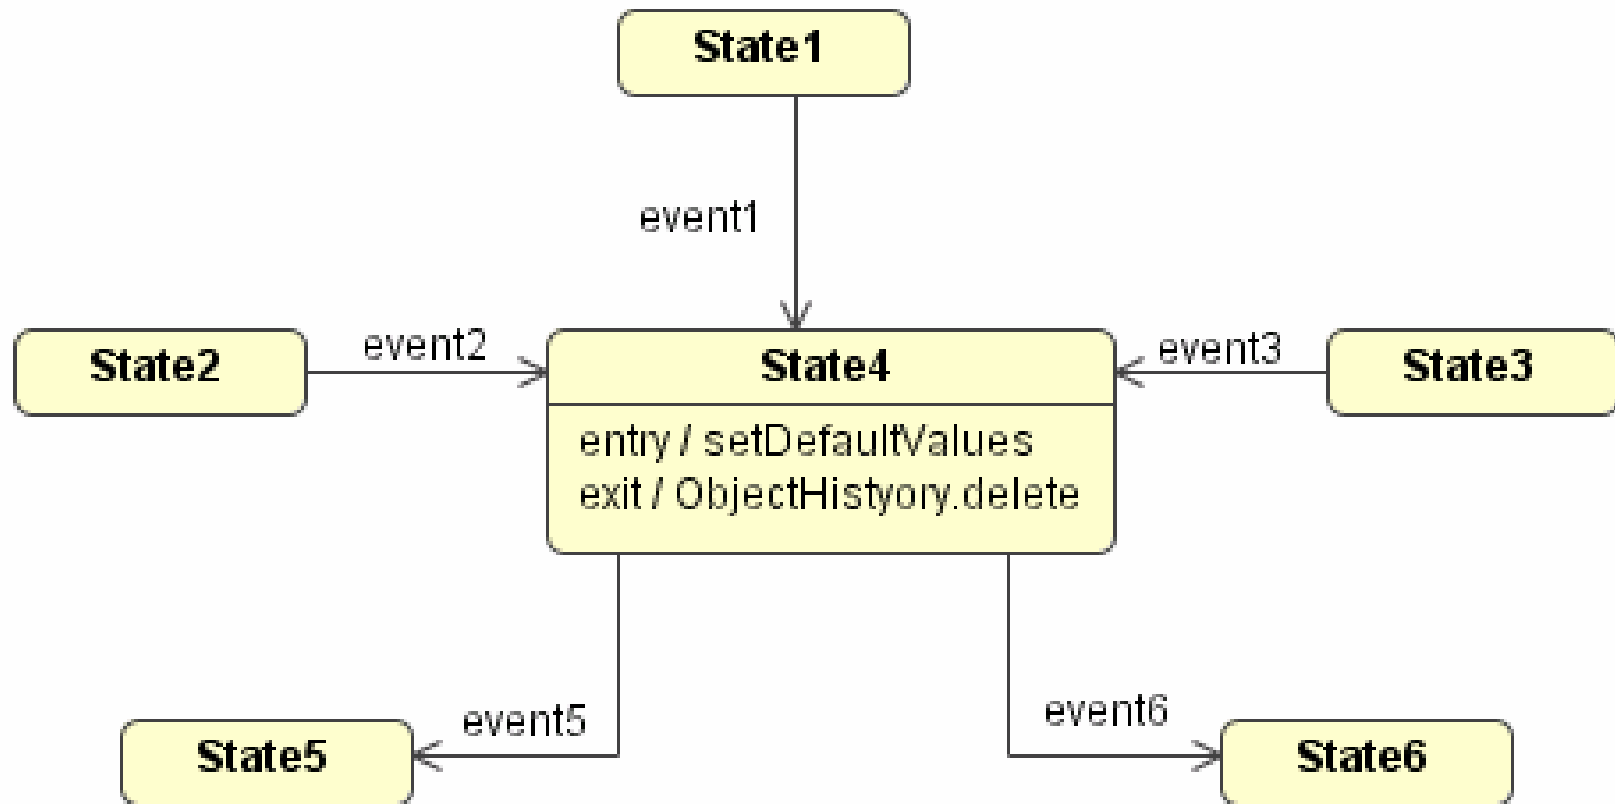 State1
event1
State2
event2
State4
event3
State3
entry / setDefaultValues
exit / ObjectHistyory.delete
event5
event6
State5
State6